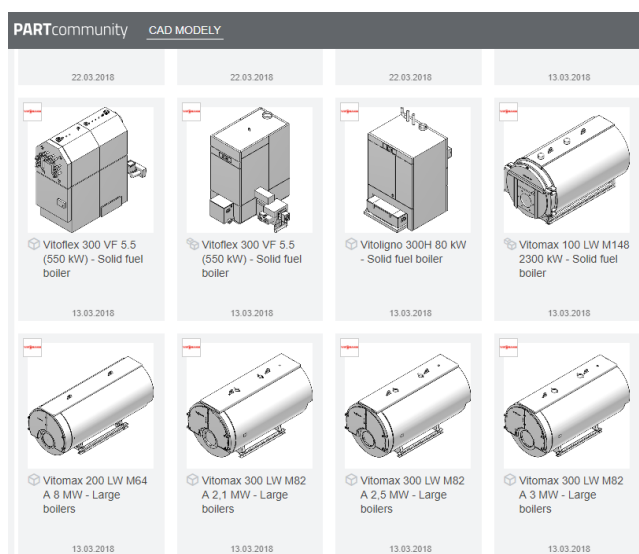 PARTcommunity CAD MODELY
22.03.2018 22.03.2018 22.03.2018 13.03.2018
Vitoflex 300 VF 5.5
(550 kW) - Solid fuel
boiler
13.03.2018
Vitoflex 300 VF 5.5
(550 kW) - Solid fuel
boiler
13.03.2018
Vitoligno 300H 80 kW
- Solid fuel boiler
13.03.2018
Vitomax 100 LW M148
2300 kW - Solid fuel
boiler
13.03.2018
Vitomax 200 LW M64
A 8 MW - Large
boilers
13.03.2018
Vitomax 300 LW M82
A 2,1 MW - Large
boilers
13.03.2018
Vitomax 300 LW M82
A 2,5 MW - Large
boilers
13.03.2018
Vitomax 300 LW M82
A 3 MW - Large
boilers
13.03.2018